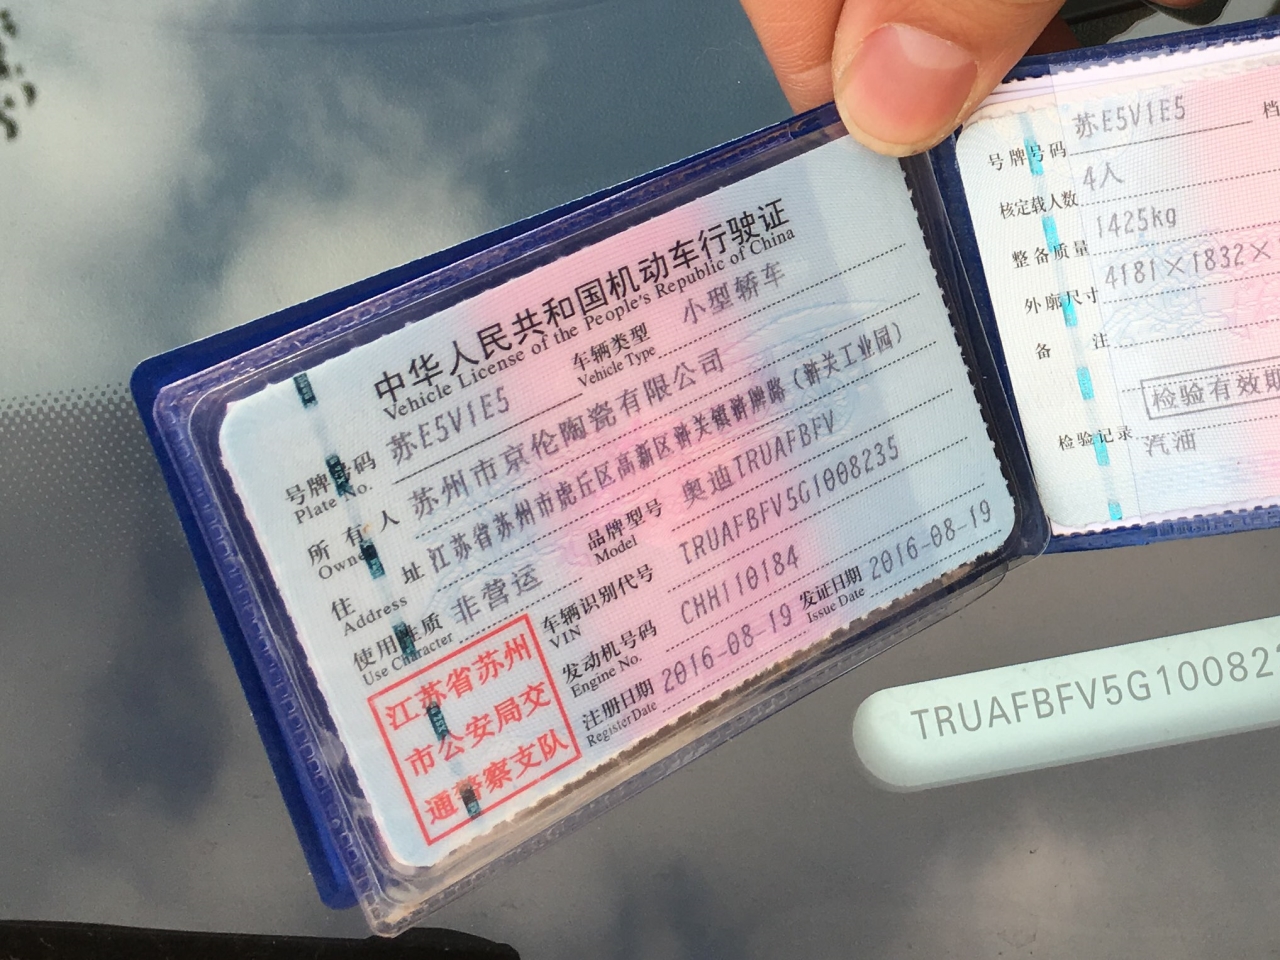 中华人民共和国机动车行驶证
Vehicle License of the People's Republic of China
号牌号码 苏E5V1E5 车辆类型 小型轿车
Plate No. Vehicle Type
所有人 苏州市京伦陶瓷有限公司
Owner
住址 江苏省苏州市虎丘区高新区浒关镇浒牌路（浒关工业园）
Address
使用性质 非营运 品牌型号 奥迪TRUAFBFV
Use Character Model
车辆识别代号 TRUAFBFV5G1008235
VIN
发动机号码 CHH110184
Engine No.
注册日期 2016-08-19 发证日期 2016-08-19
Register Date Issue Date
江苏省苏州
市公安局交
通警察支队
号牌号码 苏E5V1E5 档
核定载人数 4人
整备质量 1425kg
外廓尺寸 4181×1832×
备注
检验有效期
检验记录 汽油
TRUAFBFV5G10082